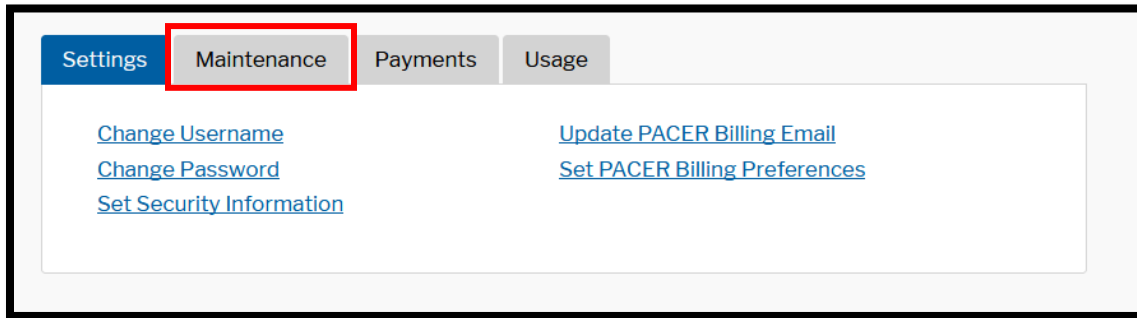 Settings Maintenance Payments Usage
Change Username
Change Password
Set Security Information
Update PACER Billing Email
Set PACER Billing Preferences